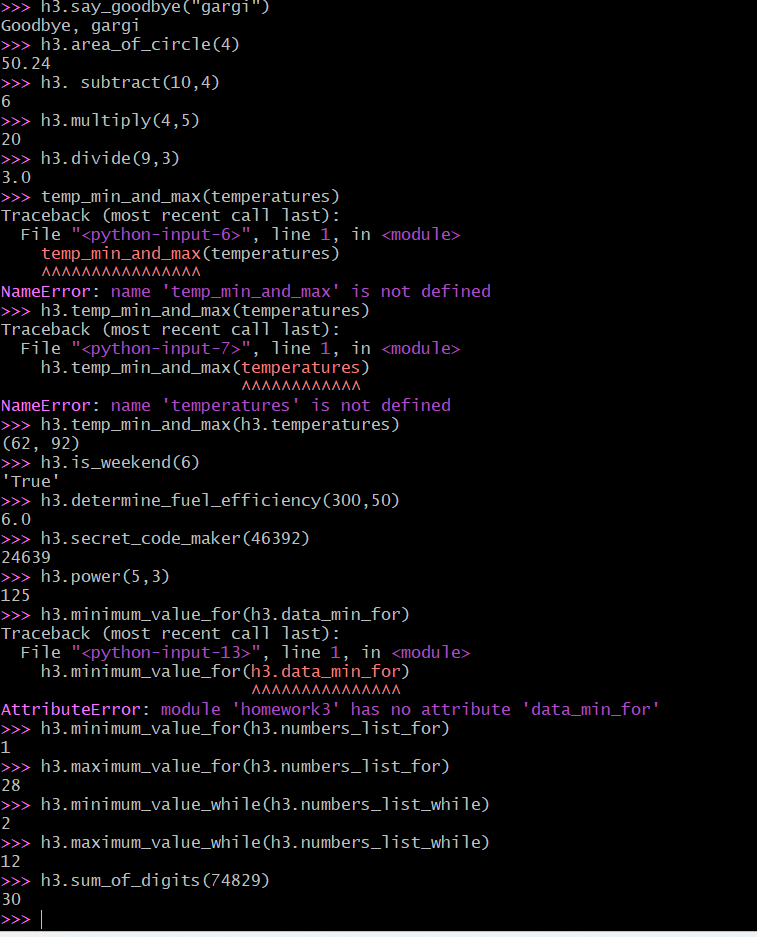 >>> h3.say_goodbye("gargi")
Goodbye, gargi
>>> h3.area_of_circle(4)
50.24
>>> h3. subtract(10,4)
6
>>> h3.multiply(4,5)
20
>>> h3.divide(9,3)
3.0
>>> temp_min_and_max(temperatures)
Traceback (most recent call last):
  File "<python-input-6>", line 1, in <module>
    temp_min_and_max(temperatures)
    ^^^^^^^^^^^^^^^^
NameError: name 'temp_min_and_max' is not defined
>>> h3.temp_min_and_max(temperatures)
Traceback (most recent call last):
  File "<python-input-7>", line 1, in <module>
    h3.temp_min_and_max(temperatures)
                        ^^^^^^^^^^^^
NameError: name 'temperatures' is not defined
>>> h3.temp_min_and_max(h3.temperatures)
(62, 92)
>>> h3.is_weekend(6)
'True'
>>> h3.determine_fuel_efficiency(300,50)
6.0
>>> h3.secret_code_maker(46392)
24639
>>> h3.power(5,3)
125
>>> h3.minimum_value_for(h3.data_min_for)
Traceback (most recent call last):
  File "<python-input-13>", line 1, in <module>
    h3.minimum_value_for(h3.data_min_for)
                         ^^^^^^^^^^^^^^^
AttributeError: module 'homework3' has no attribute 'data_min_for'
>>> h3.minimum_value_for(h3.numbers_list_for)
1
>>> h3.maximum_value_for(h3.numbers_list_for)
28
>>> h3.minimum_value_while(h3.numbers_list_while)
2
>>> h3.maximum_value_while(h3.numbers_list_while)
12
>>> h3.sum_of_digits(74829)
30
>>>